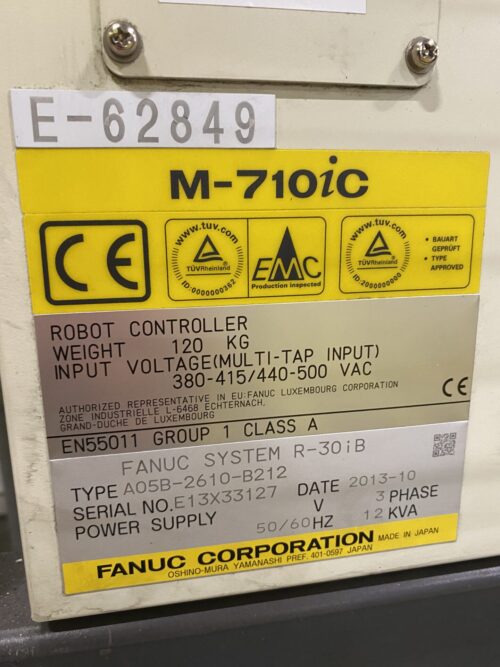 E-62849
M-710iC
CE
www.tuv.com
TÜVRheinland
ID:0000000362
EMC
Production inspected
www.tuv.com
TÜVRheinland
ID:2000000000
• BAUART
GEPRÜFT
• TYPE
APPROVED
ROBOT CONTROLLER
WEIGHT 120 KG
INPUT VOLTAGE(MULTI-TAP INPUT)
380-415/440-500 VAC
AUTHORIZED REPRESENTATIVE IN EU:FANUC LUXEMBOURG CORPORATION
ZONE INDUSTRIELLE L-6468 ECHTERNACH,
GRAND-DUCHE DE LUXEMBOURG
CE
EN55011 GROUP 1 CLASS A
FANUC SYSTEM R-30iB
TYPE A05B-2610-B212
SERIAL NO.E13X33127 DATE 2013-10
POWER SUPPLY V 3 PHASE
50/60HZ 12 KVA
FANUC CORPORATION MADE IN JAPAN
OSHINO-MURA YAMANASHI PREF. 401-0597 JAPAN